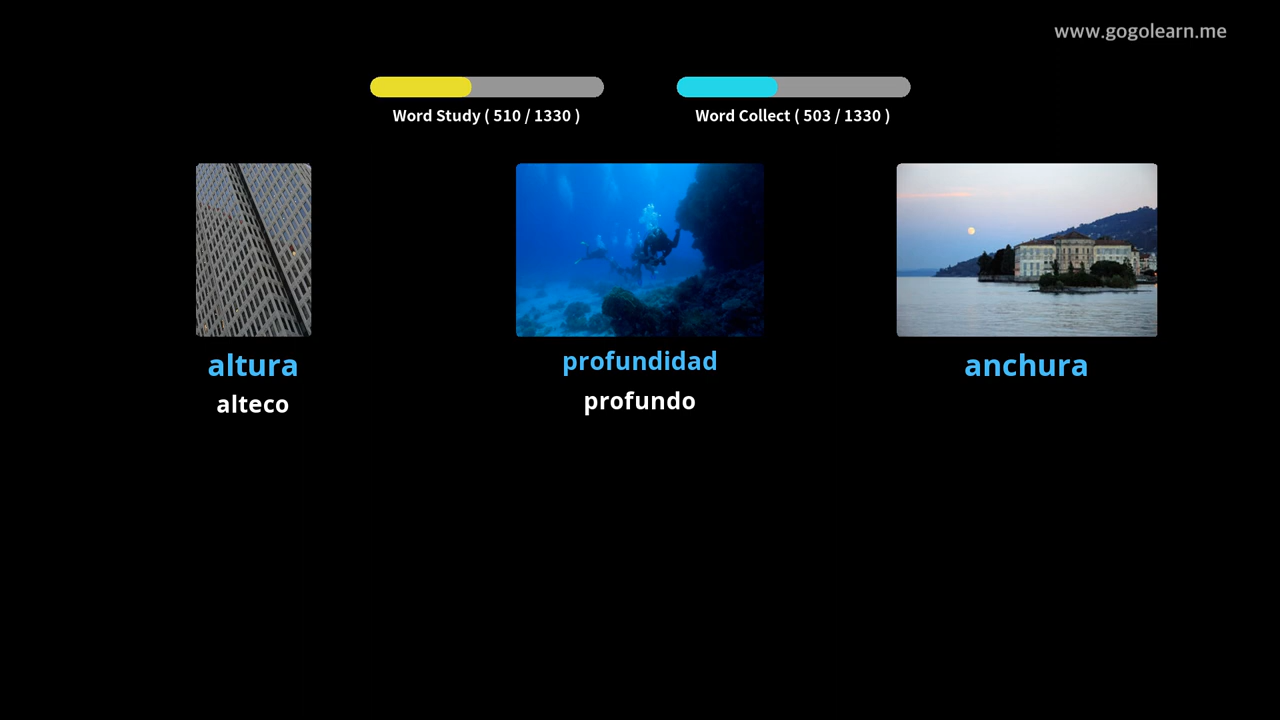 www.gogolearn.me
Word Study ( 510 / 1330 )
Word Collect ( 503 / 1330 )
altura
alteco
profundidad
profundo
anchura